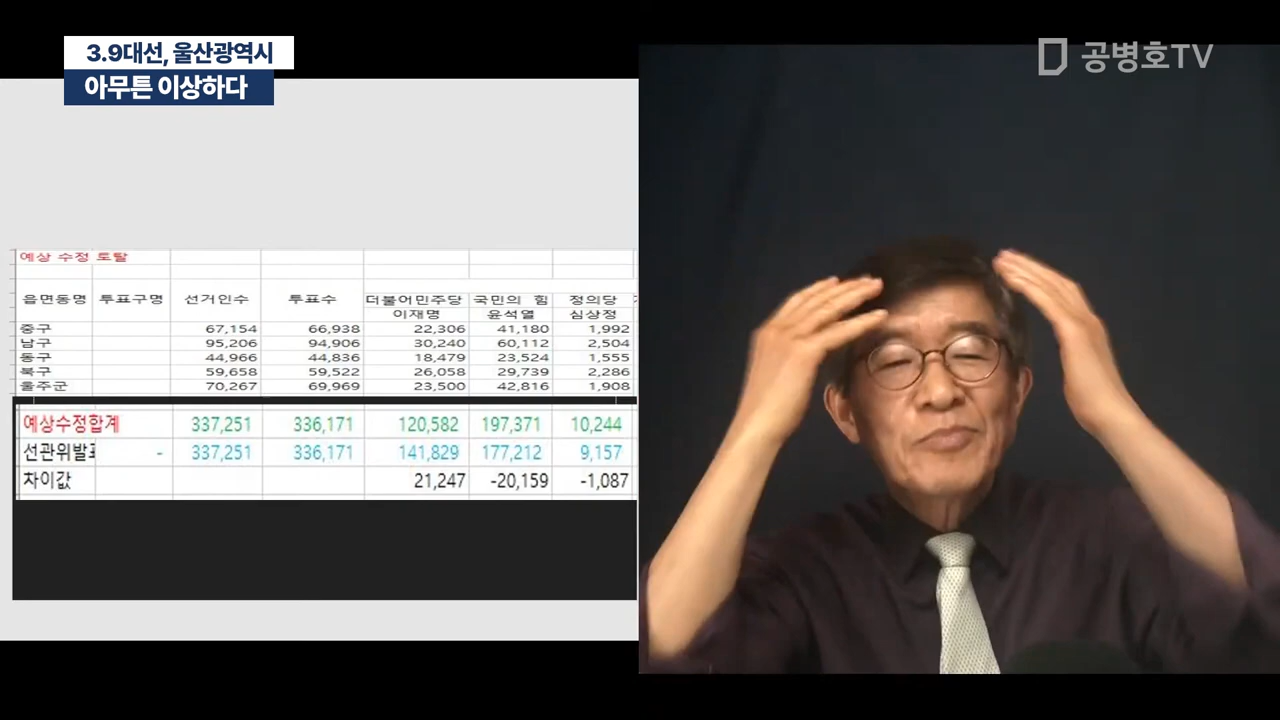 3.9대선, 울산광역시
아무튼 이상하다
공병호TV
예상 수정 토탈
읍면동명 투표구명 선거인수 투표수 더불어민주당 국민의 힘 정의당
이재명 윤석열 심상정
중구 67,154 66,938 22,306 41,180 1,992
남구 95,206 94,906 30,240 60,112 2,504
동구 44,966 44,836 18,479 23,524 1,555
북구 59,658 59,522 26,058 29,739 2,286
울주군 70,267 69,969 23,500 42,816 1,908
예상수정합계 337,251 336,171 120,582 197,371 10,244
선관위발표 - 337,251 336,171 141,829 177,212 9,157
차이값 21,247 -20,159 -1,087